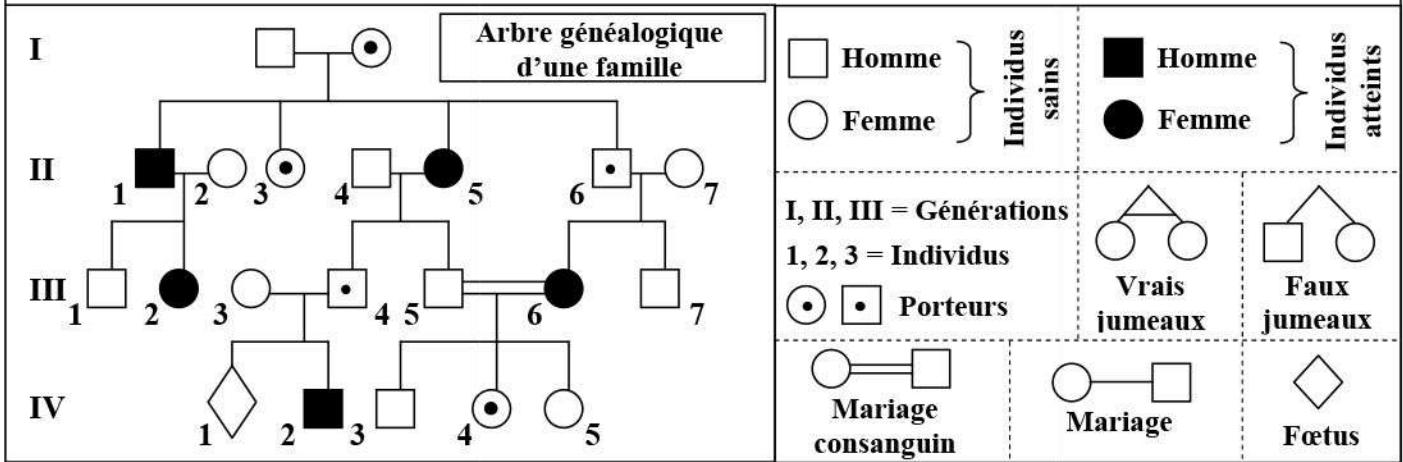 Arbre généalogique
d’une famille
I
II
1
2
3
4
5
6
7
III
1
2
3
4
5
6
7
IV
1
2
3
4
5
Homme
Femme
Individus
sains
Homme
Femme
Individus
atteints
I, II, III = Générations
1, 2, 3 = Individus
Porteurs
Vrais
jumeaux
Faux
jumeaux
Mariage
consanguin
Mariage
Fœtus